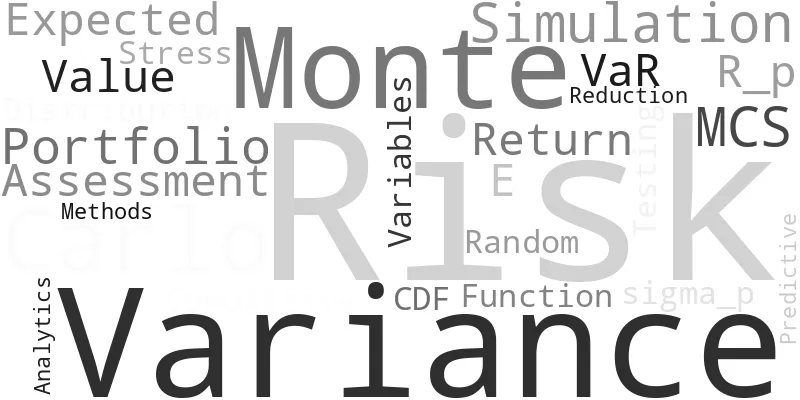 Expected
Simulation
Stress
Monte
Value
VaR
R_p
Reduction
Distribution
MCS
Portfolio
Variables
Return
Testing
Assessment
Risk
E
Methods
Carlo
Random
Predictive
Analytics
Variance
CDF
Function
sigma_p